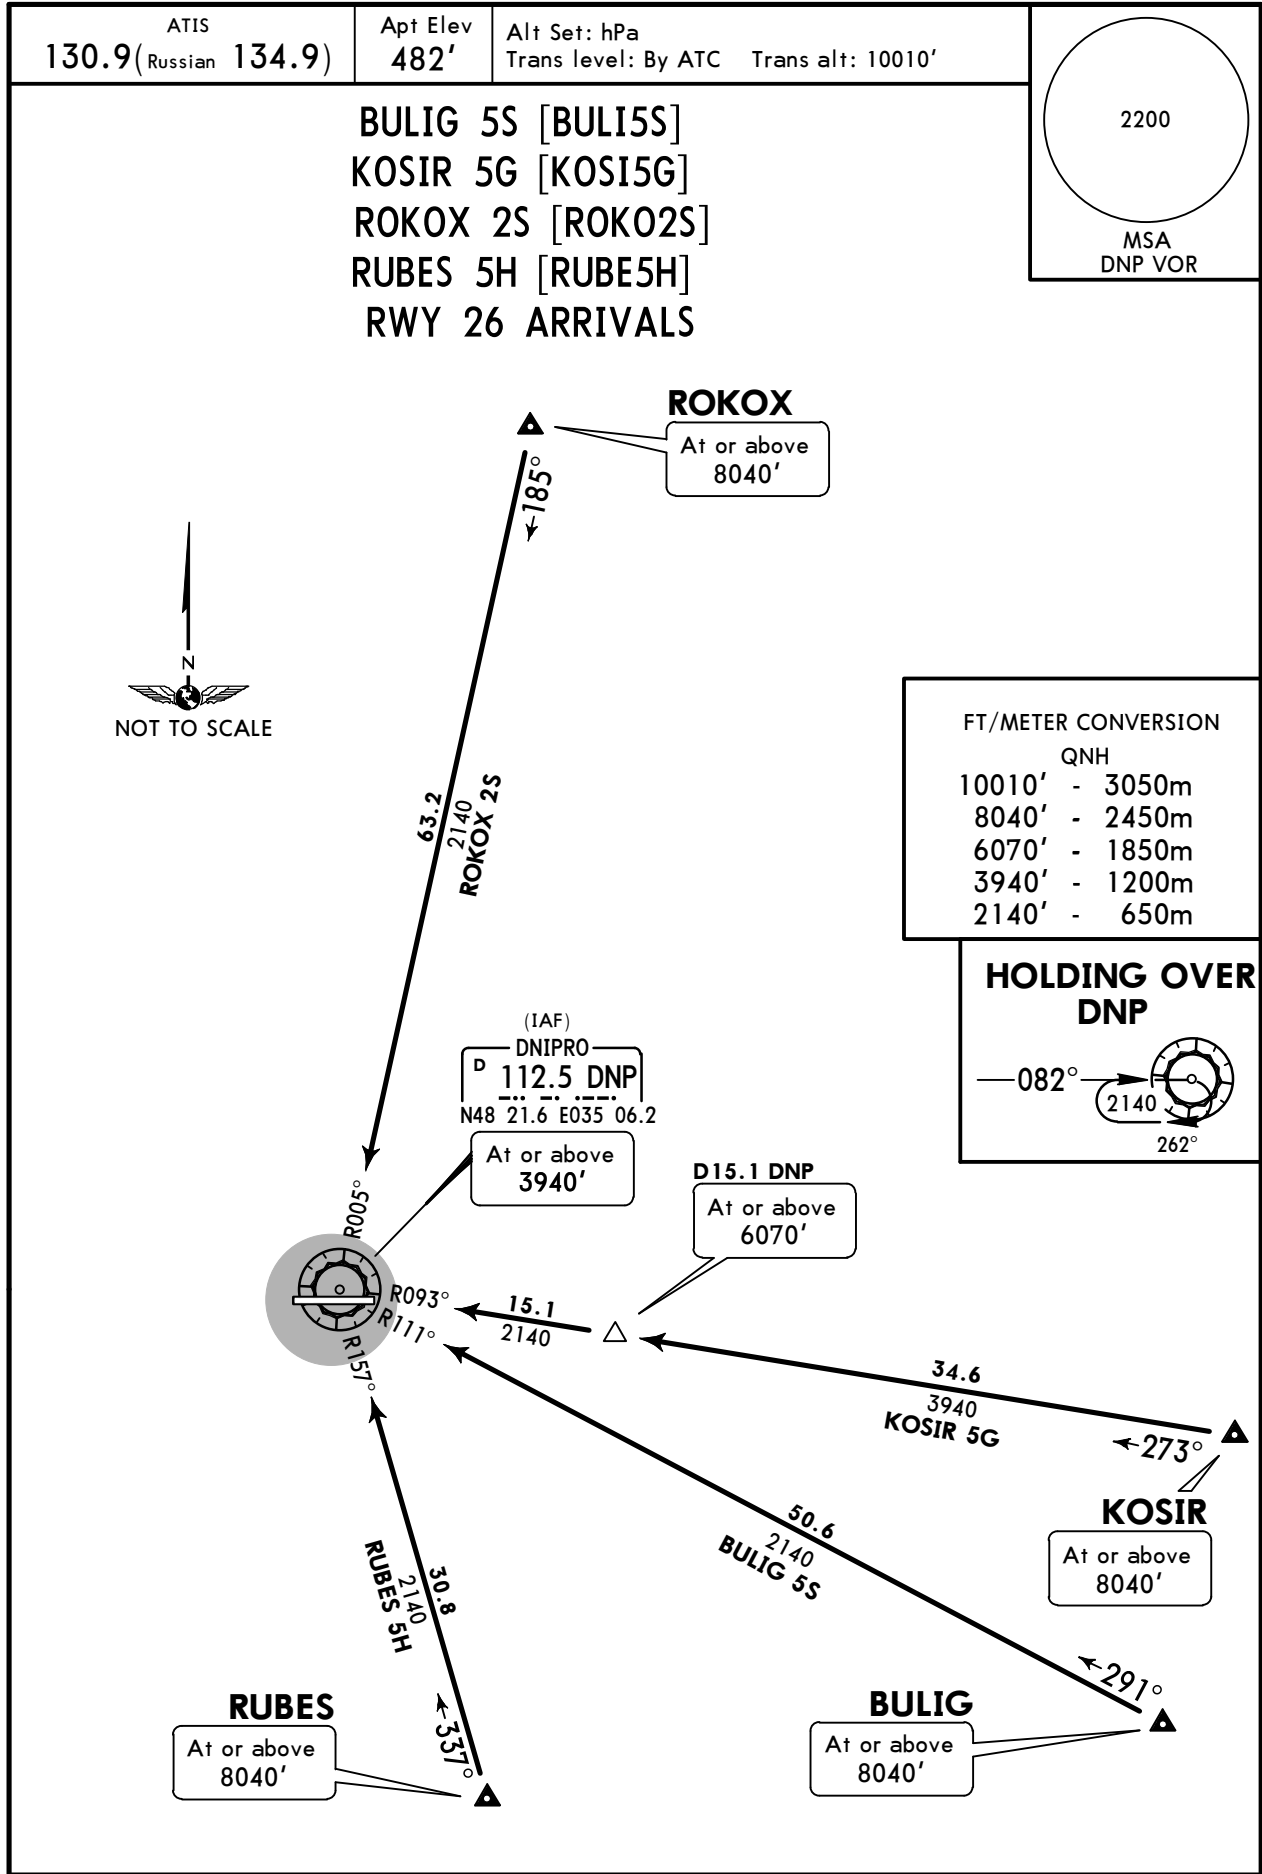 ATIS
130.9(Russian 134.9)
Apt Elev
482'
Alt Set: hPa
Trans level: By ATC Trans alt: 10010'
2200
MSA
DNP VOR
BULIG 5S [BULI5S]
KOSIR 5G [KOSI5G]
ROKOX 2S [ROKO2S]
RUBES 5H [RUBE5H]
RWY 26 ARRIVALS
ROKOX
At or above
8040'
185°
N
NOT TO SCALE
63.2
2140
ROKOX 2S
FT/METER CONVERSION
QNH
10010' - 3050m
8040' - 2450m
6070' - 1850m
3940' - 1200m
2140' - 650m
HOLDING OVER
DNP
082°
2140
262°
(IAF)
DNIPRO
D 112.5 DNP
N48 21.6 E035 06.2
At or above
3940'
D15.1 DNP
At or above
6070'
R005°
R093°
R111°
R157°
15.1
2140
34.6
3940
KOSIR 5G
273°
KOSIR
At or above
8040'
50.6
2140
BULIG 5S
291°
BULIG
At or above
8040'
30.8
2140
RUBES 5H
337°
RUBES
At or above
8040'